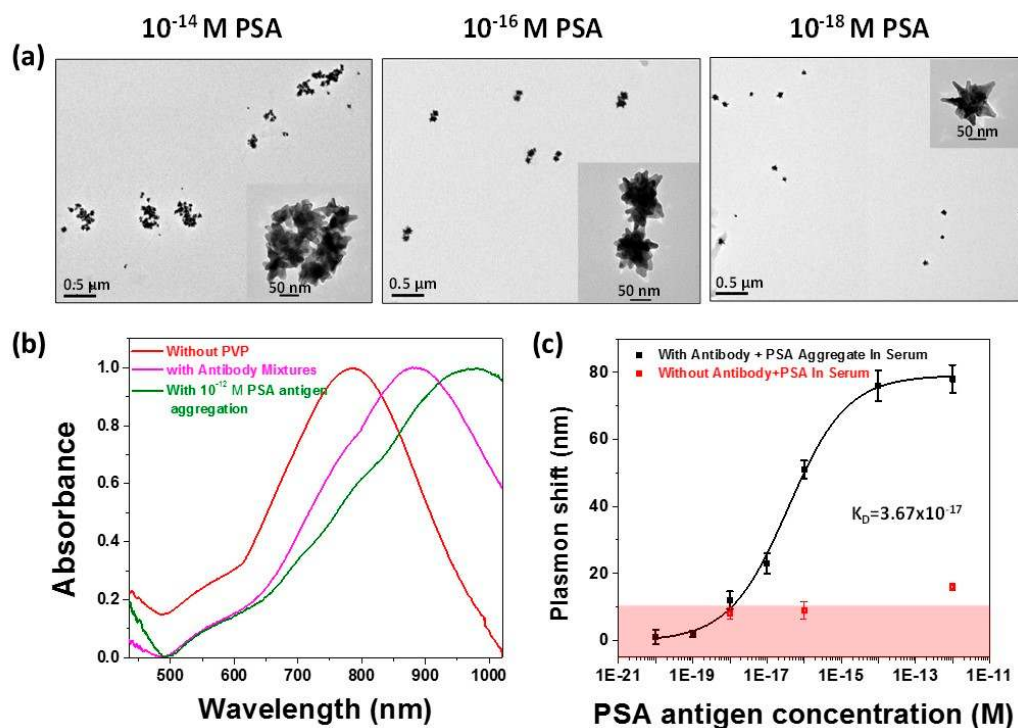 10⁻¹⁴ M PSA
10⁻¹⁶ M PSA
10⁻¹⁸ M PSA
(a)
0.5 μm
50 nm
0.5 μm
50 nm
0.5 μm
50 nm
(b)
Without PVP
with Antibody Mixtures
With 10⁻¹² M PSA antigen
aggregation
1.0
0.8
0.6
0.4
0.2
0.0
Absorbance
500
600
700
800
900
1000
Wavelength (nm)
(c)
With Antibody + PSA Aggregate In Serum
Without Antibody+PSA In Serum
80
60
40
20
0
Plasmon shift (nm)
K_D=3.67x10⁻¹⁷
1E-21
1E-19
1E-17
1E-15
1E-13
1E-11
PSA antigen concentration (M)